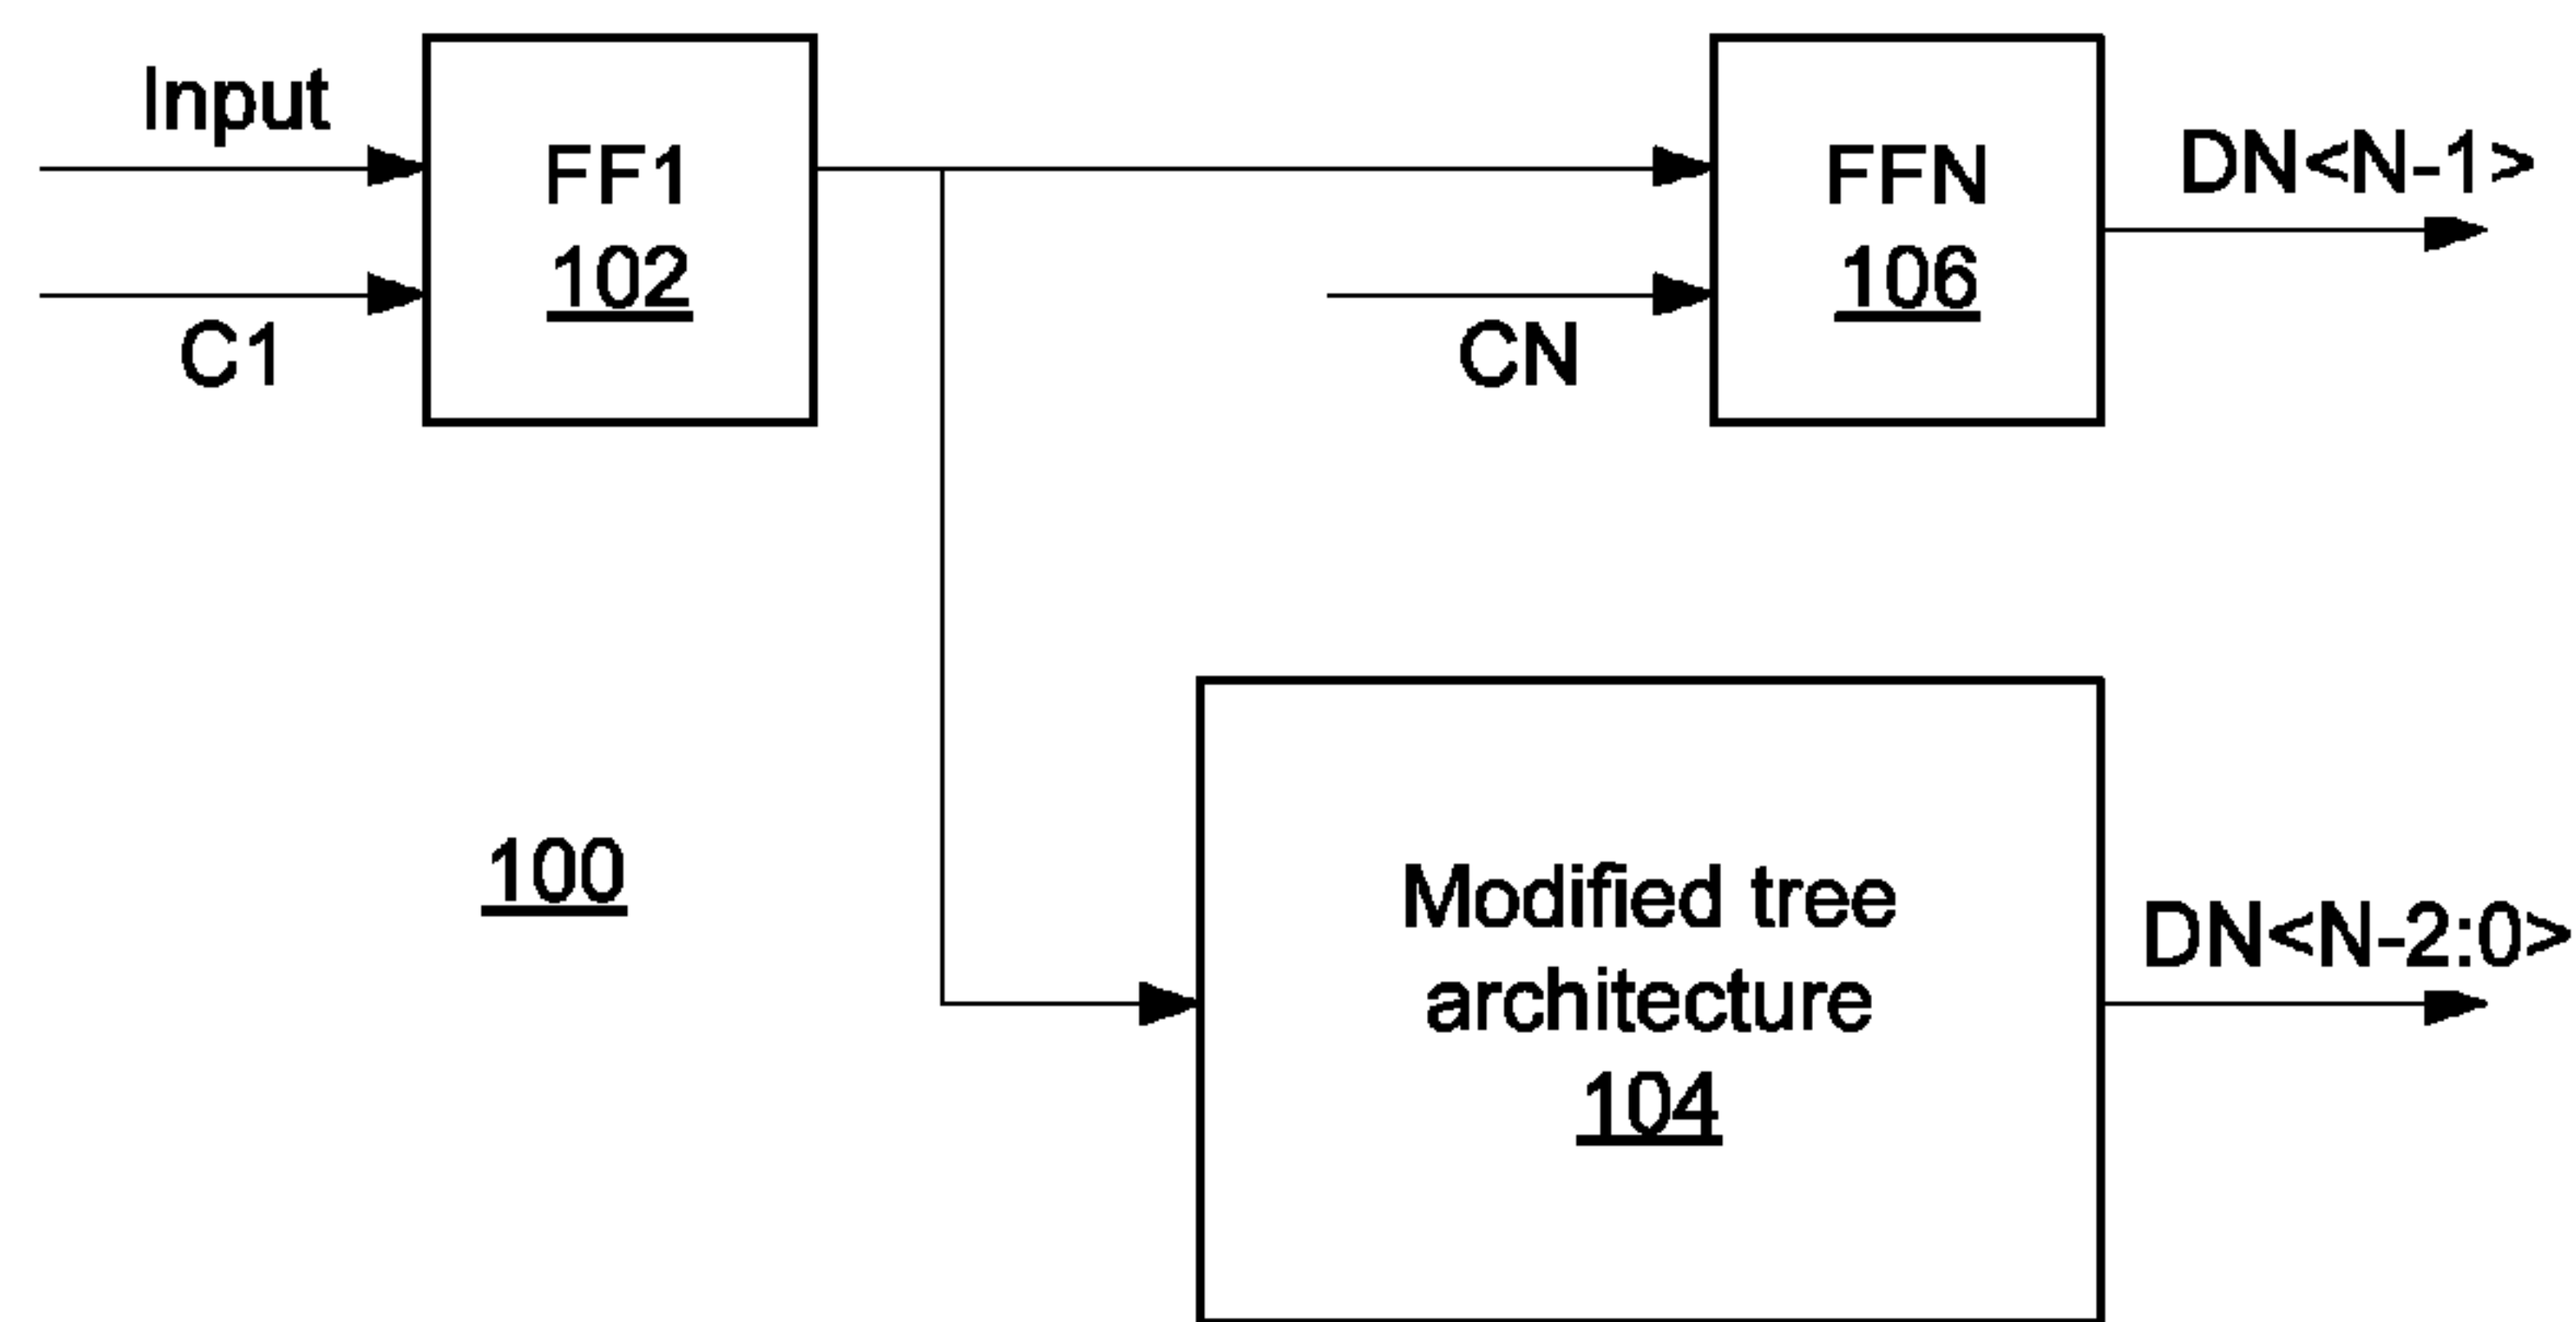 Input
C1
FF1
102
CN
FFN
106
DN<N-1>
100
Modified tree
architecture
104
DN<N-2:0>